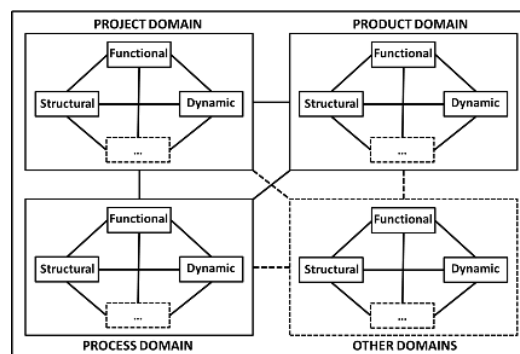 PROJECT DOMAIN
Functional
Structural
Dynamic
...
PRODUCT DOMAIN
Functional
Structural
Dynamic
...
Functional
Structural
Dynamic
...
PROCESS DOMAIN
Functional
Structural
Dynamic
...
OTHER DOMAINS